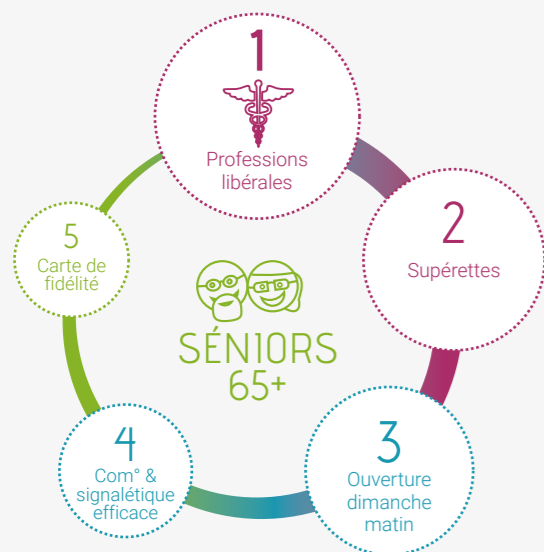 1
Professions
libérales
2
Supérettes
3
Ouverture
dimanche
matin
4
Com° &
signalétique
efficace
5
Carte de
fidélité
SÉNIORS
65+